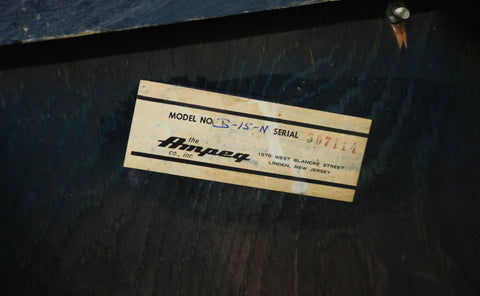 MODEL NO. B-15-N SERIAL 307114
the
Ampeg
co., inc.
1570 WEST BLANCKE STREET
LINDEN, NEW JERSEY